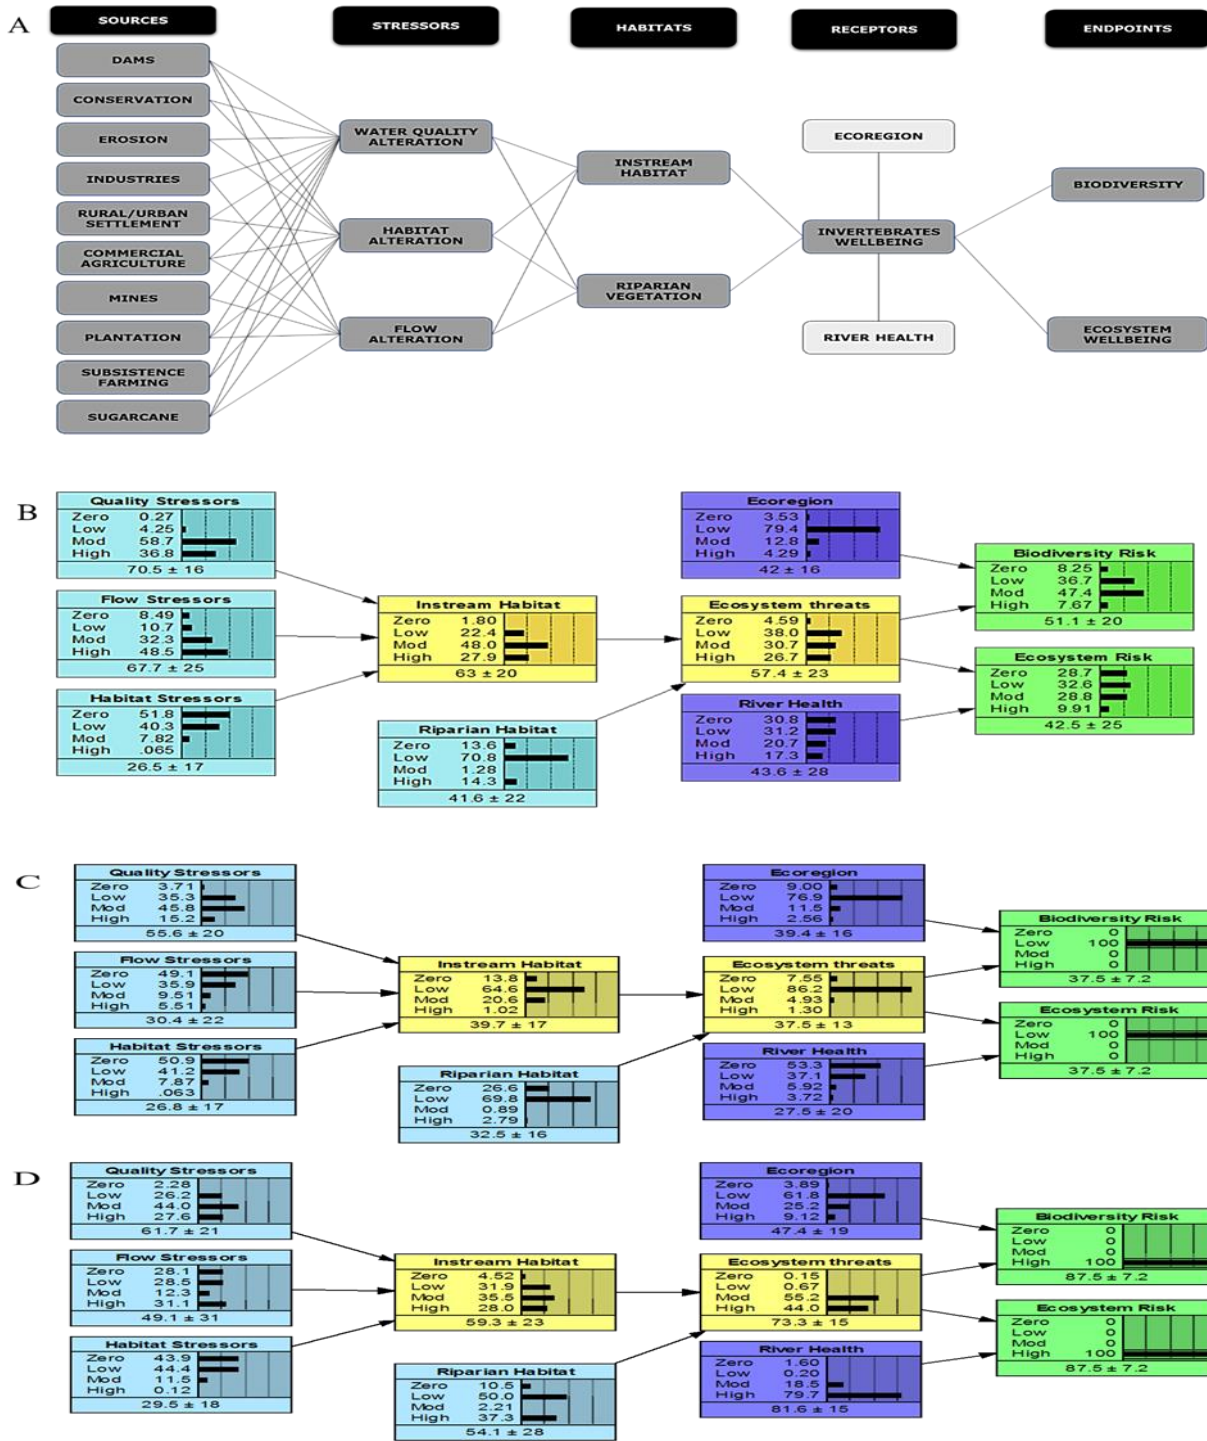 A
SOURCES
STRESSORS
HABITATS
RECEPTORS
ENDPOINTS
DAMS
CONSERVATION
EROSION
INDUSTRIES
RURAL/URBAN
SETTLEMENT
COMMERCIAL
AGRICULTURE
MINES
PLANTATION
SUBSISTENCE
FARMING
SUGARCANE
WATER QUALITY
ALTERATION
HABITAT
ALTERATION
FLOW
ALTERATION
INSTREAM
HABITAT
RIPARIAN
VEGETATION
ECOREGION
INVERTEBRATES
WELLBEING
RIVER HEALTH
BIODIVERSITY
ECOSYSTEM
WELLBEING
B
Quality Stressors
Zero 0.27
Low 4.25
Mod 58.7
High 36.8
70.5 ± 16
Flow Stressors
Zero 8.49
Low 10.7
Mod 32.3
High 48.5
67.7 ± 25
Habitat Stressors
Zero 51.8
Low 40.3
Mod 7.82
High .065
26.5 ± 17
Instream Habitat
Zero 1.80
Low 22.4
Mod 48.0
High 27.9
63 ± 20
Riparian Habitat
Zero 13.6
Low 70.8
Mod 1.28
High 14.3
41.6 ± 22
Ecoregion
Zero 3.53
Low 79.4
Mod 12.8
High 4.29
42 ± 16
Ecosystem threats
Zero 4.59
Low 38.0
Mod 30.7
High 26.7
57.4 ± 23
River Health
Zero 30.8
Low 31.2
Mod 20.7
High 17.3
43.6 ± 28
Biodiversity Risk
Zero 8.25
Low 36.7
Mod 47.4
High 7.67
51.1 ± 20
Ecosystem Risk
Zero 28.7
Low 32.6
Mod 28.8
High 9.91
42.5 ± 25
C
Quality Stressors
Zero 3.71
Low 35.3
Mod 45.8
High 15.2
55.6 ± 20
Flow Stressors
Zero 49.1
Low 35.9
Mod 9.51
High 5.51
30.4 ± 22
Habitat Stressors
Zero 50.9
Low 41.2
Mod 7.87
High .063
26.8 ± 17
Instream Habitat
Zero 13.8
Low 64.6
Mod 20.6
High 1.02
39.7 ± 17
Riparian Habitat
Zero 26.6
Low 69.8
Mod 0.89
High 2.79
32.5 ± 16
Ecoregion
Zero 9.00
Low 76.9
Mod 11.5
High 2.56
39.4 ± 16
Ecosystem threats
Zero 7.55
Low 86.2
Mod 4.93
High 1.30
37.5 ± 13
River Health
Zero 53.3
Low 37.1
Mod 5.92
High 3.72
27.5 ± 20
Biodiversity Risk
Zero 0
Low 100
Mod 0
High 0
37.5 ± 7.2
Ecosystem Risk
Zero 0
Low 100
Mod 0
High 0
37.5 ± 7.2
D
Quality Stressors
Zero 2.28
Low 26.2
Mod 44.0
High 27.6
61.7 ± 21
Flow Stressors
Zero 28.1
Low 28.5
Mod 12.3
High 31.1
49.1 ± 31
Habitat Stressors
Zero 43.9
Low 44.4
Mod 11.5
High 0.12
29.5 ± 18
Instream Habitat
Zero 4.52
Low 31.9
Mod 35.5
High 28.0
59.3 ± 23
Riparian Habitat
Zero 10.5
Low 50.0
Mod 2.21
High 37.3
54.1 ± 28
Ecoregion
Zero 3.89
Low 61.8
Mod 25.2
High 9.12
47.4 ± 19
Ecosystem threats
Zero 0.15
Low 0.67
Mod 55.2
High 44.0
73.3 ± 15
River Health
Zero 1.60
Low 0.20
Mod 18.5
High 79.7
81.6 ± 15
Biodiversity Risk
Zero 0
Low 0
Mod 0
High 100
87.5 ± 7.2
Ecosystem Risk
Zero 0
Low 0
Mod 0
High 100
87.5 ± 7.2